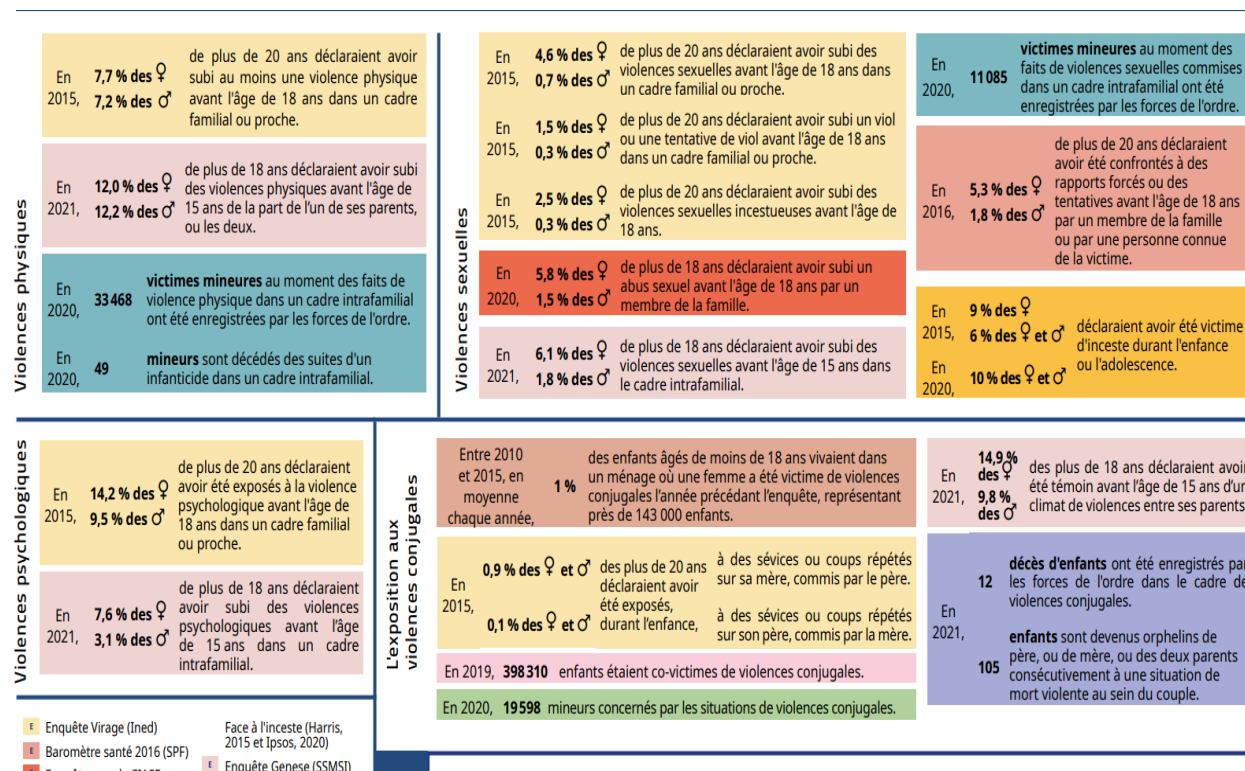 Violences physiques
En
2015,
7,7 % des ♀
7,2 % des ♂
de plus de 20 ans déclaraient avoir
subi au moins une violence physique
avant l'âge de 18 ans dans un cadre
familial ou proche.
En
2021,
12,0 % des ♀
12,2 % des ♂
de plus de 18 ans déclaraient avoir subi
des violences physiques avant l'âge de
15 ans de la part de l’un de ses parents,
ou les deux.
En
2020,
33 468
victimes mineures au moment des faits de
violence physique dans un cadre intrafamilial
ont été enregistrées par les forces de l'ordre.
En
2020,
49
mineurs sont décédés des suites d'un
infanticide dans un cadre intrafamilial.
Violences sexuelles
En
2015,
4,6 % des ♀
0,7 % des ♂
de plus de 20 ans déclaraient avoir subi des
violences sexuelles avant l'âge de 18 ans dans
un cadre familial ou proche.
En
2015,
1,5 % des ♀
0,3 % des ♂
de plus de 20 ans déclaraient avoir subi un viol
ou une tentative de viol avant l'âge de 18 ans
dans un cadre familial ou proche.
En
2015,
2,5 % des ♀
0,3 % des ♂
de plus de 20 ans déclaraient avoir subi des
violences sexuelles incestueuses avant l'âge de
18 ans.
En
2020,
5,8 % des ♀
1,5 % des ♂
de plus de 18 ans déclaraient avoir subi un
abus sexuel avant l'âge de 18 ans par un
membre de la famille.
En
2021,
6,1 % des ♀
1,8 % des ♂
de plus de 18 ans déclaraient avoir subi des
violences sexuelles avant l'âge de 15 ans dans
le cadre intrafamilial.
En
2020,
11 085
victimes mineures au moment des
faits de violences sexuelles commises
dans un cadre intrafamilial ont été
enregistrées par les forces de l'ordre.
En
2016,
5,3 % des ♀
1,8 % des ♂
de plus de 20 ans déclaraient
avoir été confrontés à des
rapports forcés ou des
tentatives avant l'âge de 18 ans
par un membre de la famille
ou par une personne connue
de la victime.
En
2015,
9 % des ♀
6 % des ♀ et ♂
En
2020,
10 % des ♀ et ♂
déclaraient avoir été victime
d'inceste durant l'enfance
ou l'adolescence.
Violences psychologiques
En
2015,
14,2 % des ♀
9,5 % des ♂
de plus de 20 ans déclaraient
avoir été exposés à la violence
psychologique avant l'âge de
18 ans dans un cadre familial
ou proche.
En
2021,
7,6 % des ♀
3,1 % des ♂
de plus de 18 ans déclaraient
avoir subi des violences
psychologiques avant l’âge
de 15 ans dans un cadre
intrafamilial.
L'exposition aux
violences conjugales
Entre 2010
et 2015, en
moyenne
chaque année,
1 %
des enfants âgés de moins de 18 ans vivaient dans
un ménage où une femme a été victime de violences
conjugales l’année précédant l’enquête, représentant
près de 143 000 enfants.
En
2015,
0,9 % des ♀ et ♂
0,1 % des ♀ et ♂
des plus de 20 ans
déclaraient avoir
été exposés,
durant l'enfance,
à des sévices ou coups répétés
sur sa mère, commis par le père.
à des sévices ou coups répétés
sur son père, commis par la mère.
En 2019, 398 310 enfants étaient co-victimes de violences conjugales.
En 2020, 19 598 mineurs concernés par les situations de violences conjugales.
En
2021,
14,9 %
des ♀
9,8 %
des ♂
des plus de 18 ans déclaraient avoir
été témoin avant l’âge de 15 ans d’un
climat de violences entre ses parents
En
2021,
12
décès d'enfants ont été enregistrés par
les forces de l'ordre dans le cadre de
violences conjugales.
105
enfants sont devenus orphelins de
père, ou de mère, ou des deux parents
consécutivement à une situation de
mort violente au sein du couple.
E Enquête Virage (Ined)
E Baromètre santé 2016 (SPF)
Face à l'inceste (Harris,
2015 et Ipsos, 2020)
E Enquête Genese (SSMSI)